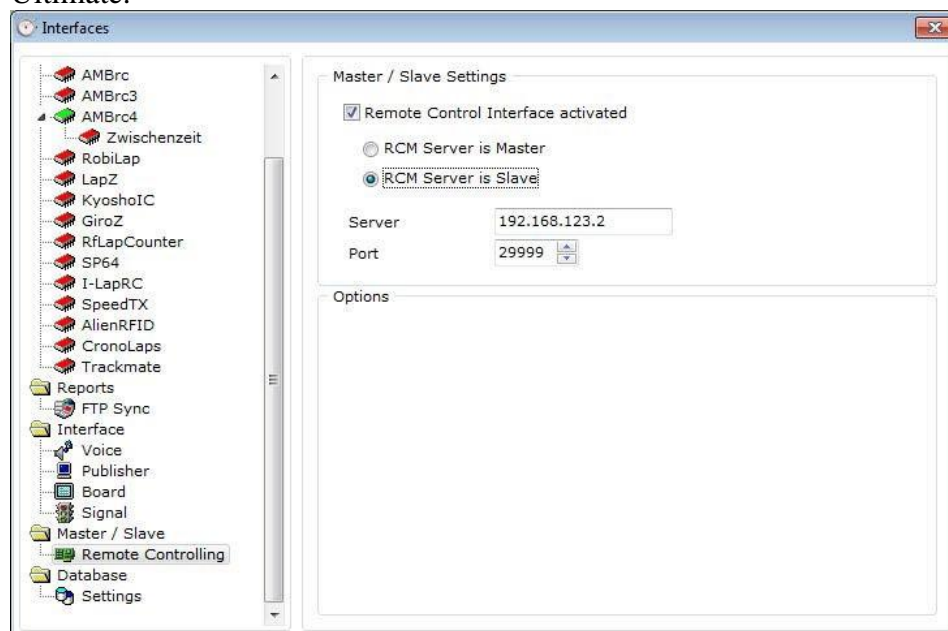 Ultimate.
Interfaces
AMBrc
AMBrc3
AMBrc4
Zwischenzeit
RobiLap
LapZ
KyoshoIC
GiroZ
RfLapCounter
SP64
I-LapRC
SpeedTX
AlienRFID
CronoLaps
Trackmate
Reports
FTP Sync
Interface
Voice
Publisher
Board
Signal
Master / Slave
Remote Controlling
Database
Settings
Master / Slave Settings
Remote Control Interface activated
RCM Server is Master
RCM Server is Slave
Server 192.168.123.2
Port 29999
Options